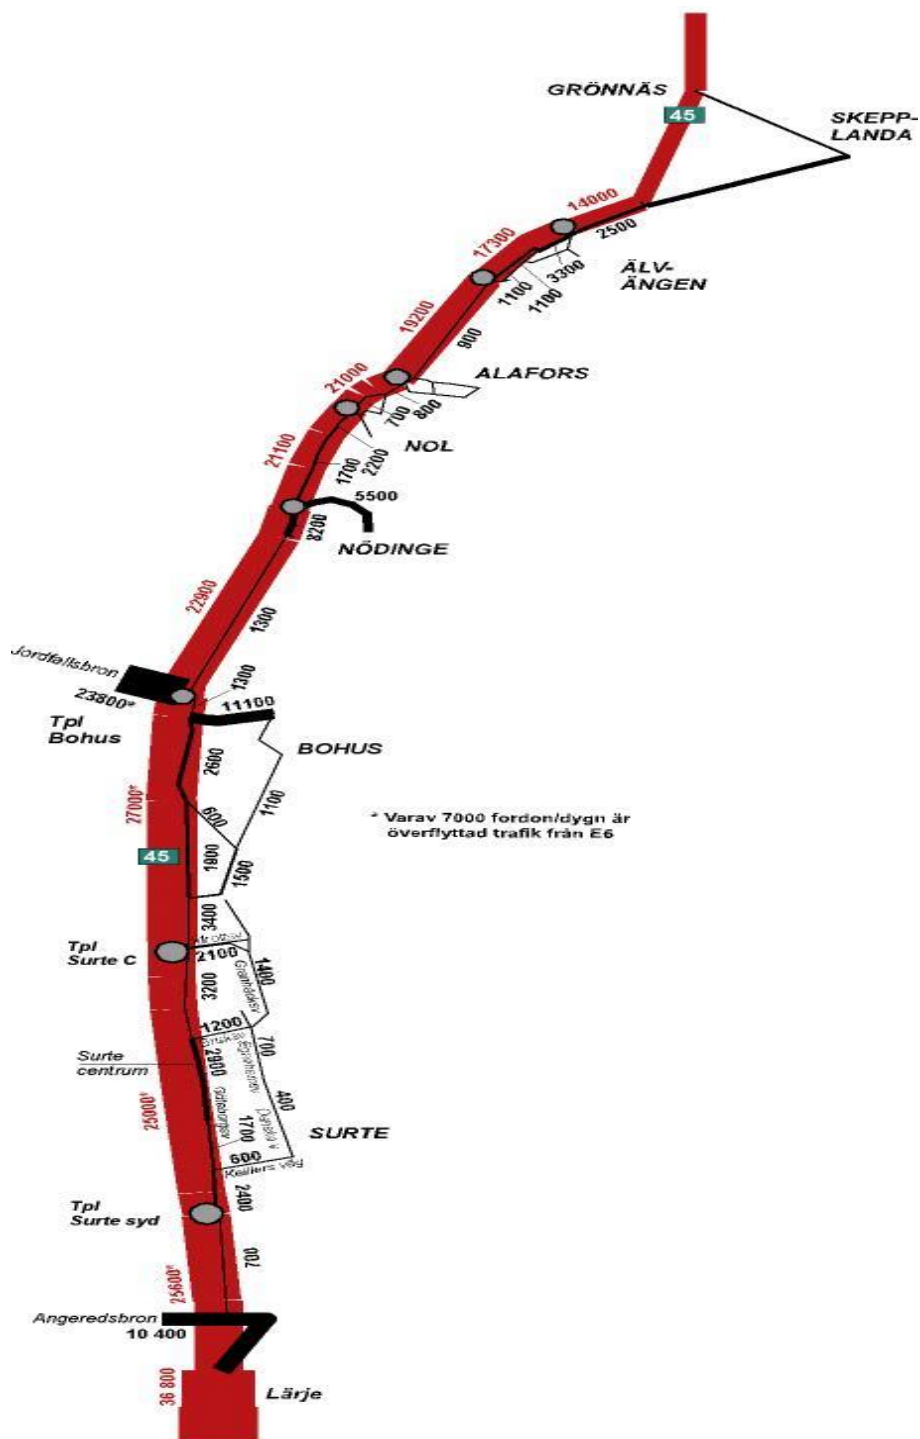 GRÖNNÄS
45
SKEPP-
LANDA
14000
2500
17300
3300
ÄLV-
ÄNGEN
1100
1100
19200
900
21000
ALAFORS
800
700
NOL
21100
2200
1700
5500
8200
NÖDINGE
22900
1300
Jordfallsbron
23800*
1300
11100
Tpl
Bohus
BOHUS
2600
27000*
1100
600
* Varav 7000 fordon/dygn är
överflyttad trafik från E6
45
1800
1500
3400
Tpl
Surte C
2100
1400
3200
1200
700
Surte
centrum
2900
400
25000*
Göteborgsv
1700
SURTE
600
Keillers väg
2400
Tpl
Surte syd
700
25600*
Angeredsbron
10 400
36 800
Lärje